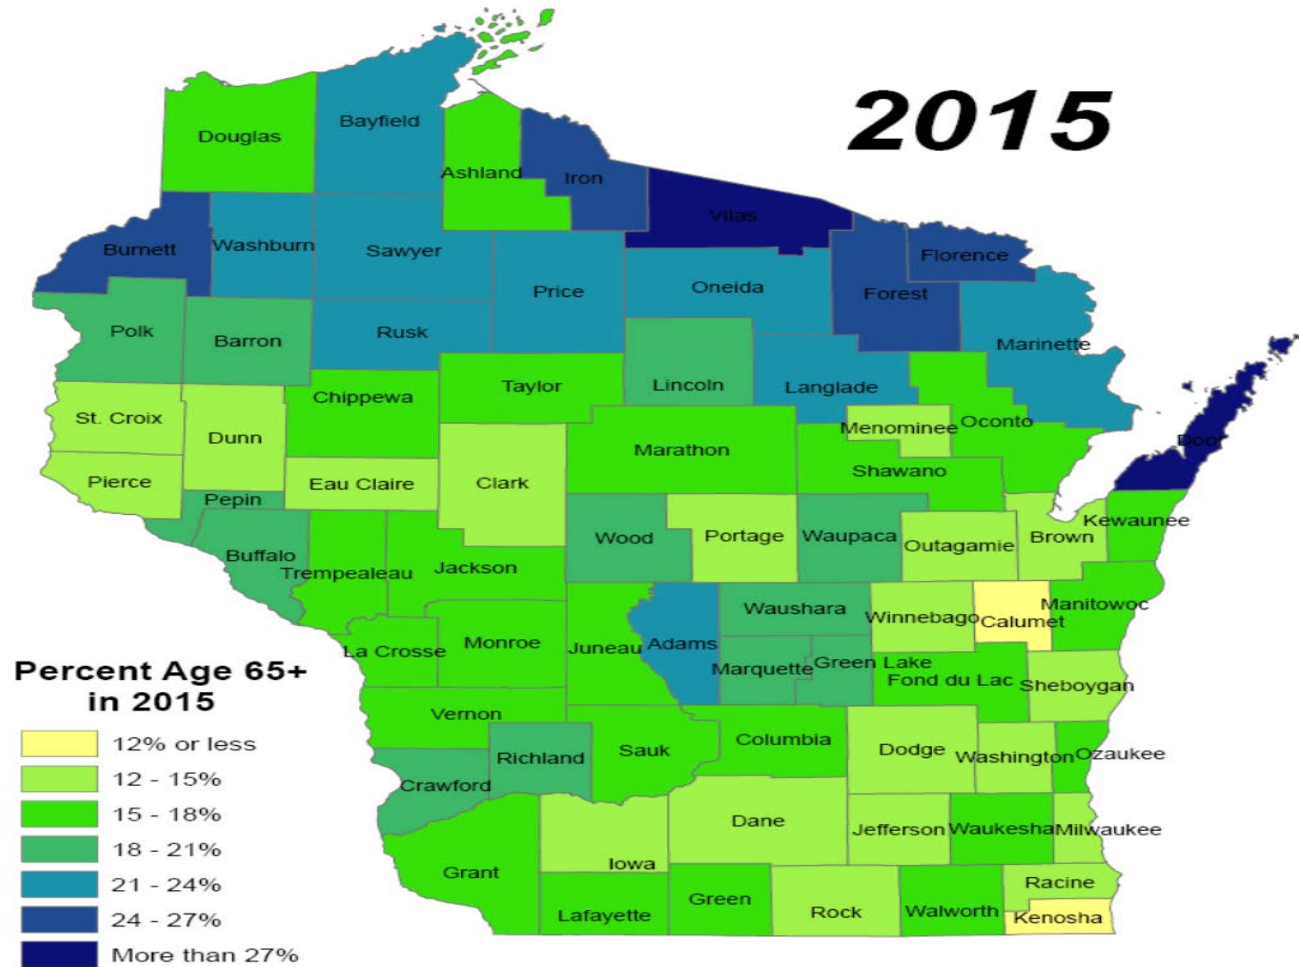 2015
Bayfield
Douglas
Ashland
Iron
Vilas
Burnett
Washburn
Sawyer
Florence
Price
Oneida
Forest
Polk
Barron
Rusk
Marinette
Taylor
Lincoln
Langlade
Chippewa
St. Croix
Dunn
Menominee
Oconto
Door
Marathon
Shawano
Pierce
Eau Claire
Clark
Pepin
Kewaunee
Wood
Portage
Waupaca
Outagamie
Brown
Buffalo
Trempealeau
Jackson
Waushara
Winnebago
Calumet
Manitowoc
La Crosse
Monroe
Juneau
Adams
Marquette
Green Lake
Fond du Lac
Sheboygan
Percent Age 65+
in 2015
Vernon
Richland
Sauk
Columbia
Dodge
Washington
Ozaukee
Crawford
12% or less
12 - 15%
15 - 18%
18 - 21%
21 - 24%
24 - 27%
More than 27%
Dane
Jefferson
Waukesha
Milwaukee
Grant
Iowa
Racine
Lafayette
Green
Rock
Walworth
Kenosha